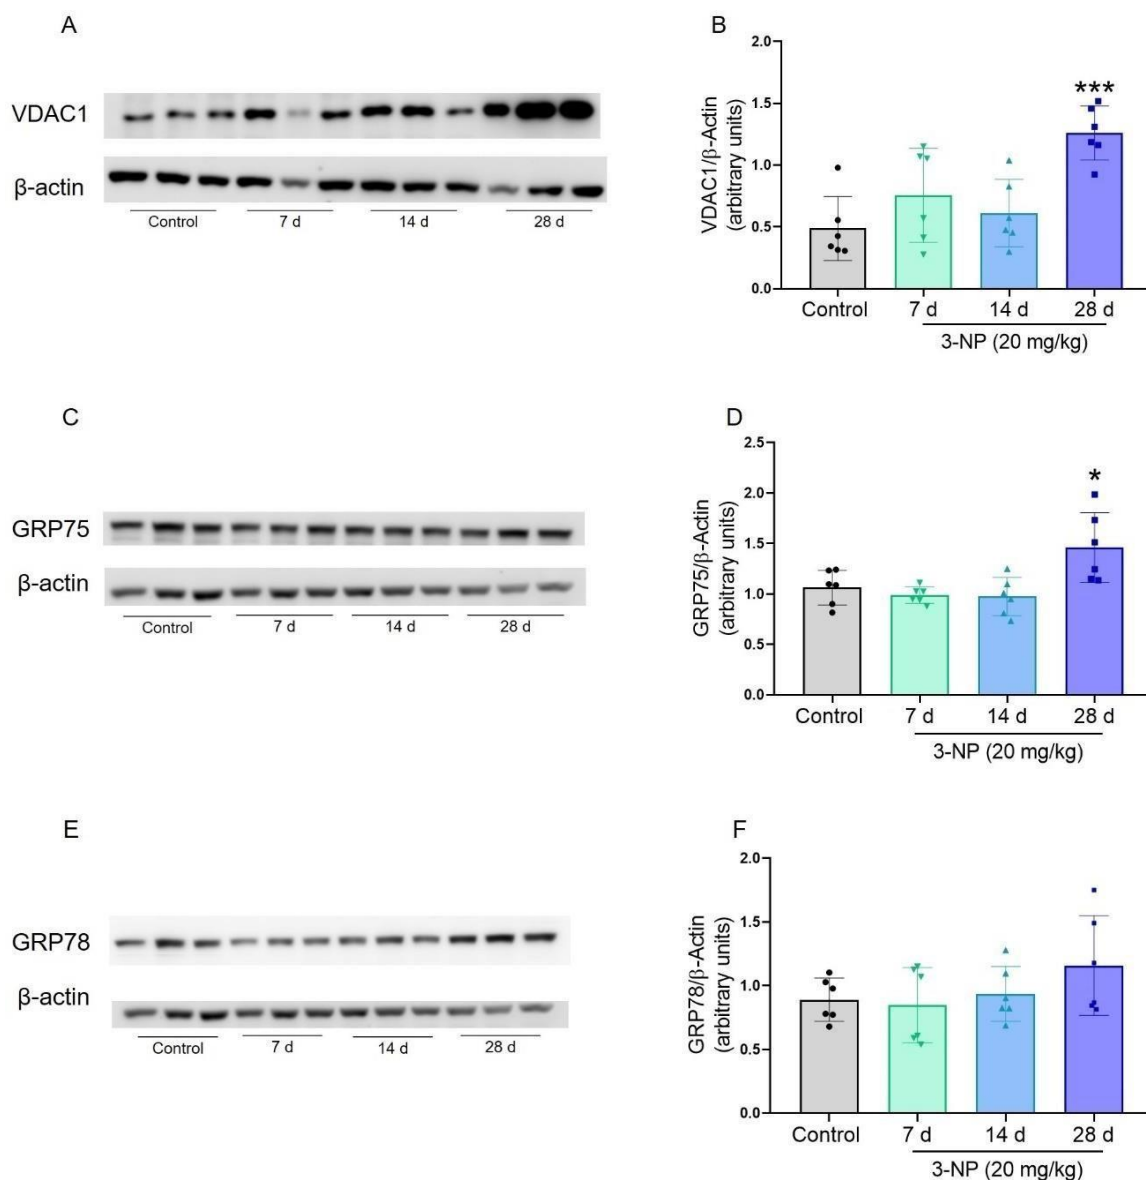 A
VDAC1
β-actin
Control 7 d 14 d 28 d
B
VDAC1/β-Actin
(arbitrary units)
2.0
1.5
1.0
0.5
0.0
***
Control 7 d 14 d 28 d
3-NP (20 mg/kg)
C
GRP75
β-actin
Control 7 d 14 d 28 d
D
GRP75/β-Actin
(arbitrary units)
2.5
2.0
1.5
1.0
0.5
0.0
*
Control 7 d 14 d 28 d
3-NP (20 mg/kg)
E
GRP78
β-actin
Control 7 d 14 d 28 d
F
GRP78/β-Actin
(arbitrary units)
2.0
1.5
1.0
0.5
0.0
Control 7 d 14 d 28 d
3-NP (20 mg/kg)